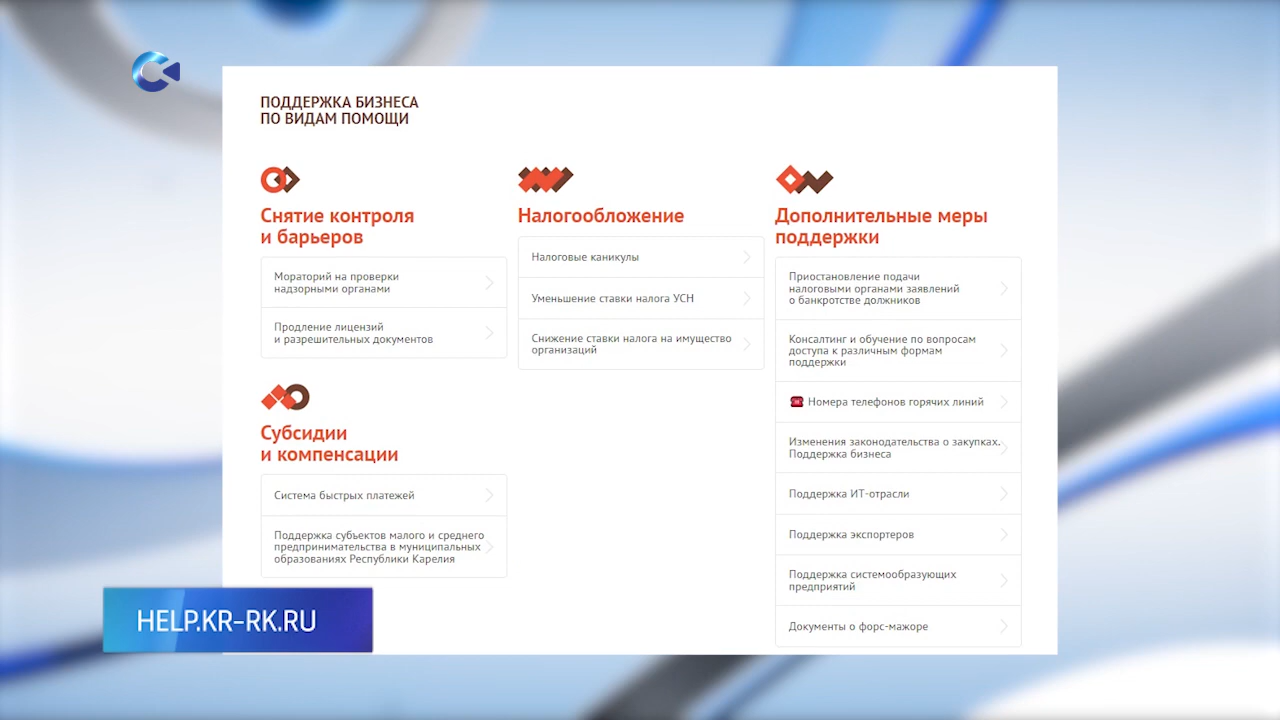 ПОДДЕРЖКА БИЗНЕСА
ПО ВИДАМ ПОМОЩИ
Снятие контроля
и барьеров
Мораторий на проверки
надзорными органами
Продление лицензий
и разрешительных документов
Субсидии
и компенсации
Система быстрых платежей
Поддержка субъектов малого и среднего
предпринимательства в муниципальных
образованиях Республики Карелия
Налогообложение
Налоговые каникулы
Уменьшение ставки налога УСН
Снижение ставки налога на имущество
организаций
Дополнительные меры
поддержки
Приостановление подачи
налоговыми органами заявлений
о банкротстве должников
Консалтинг и обучение по вопросам
доступа к различным формам
поддержки
Номера телефонов горячих линий
Изменения законодательства о закупках.
Поддержка бизнеса
Поддержка ИТ-отрасли
Поддержка экспортеров
Поддержка системообразующих
предприятий
Документы о форс-мажоре
HELP.KR-RK.RU